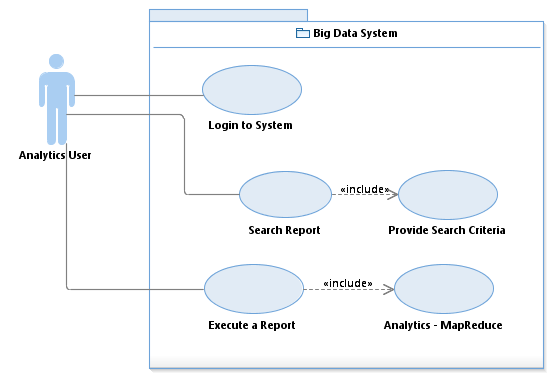 Big Data System
Login to System
Analytics User
«include»
Search Report
Provide Search Criteria
«include»
Execute a Report
Analytics - MapReduce